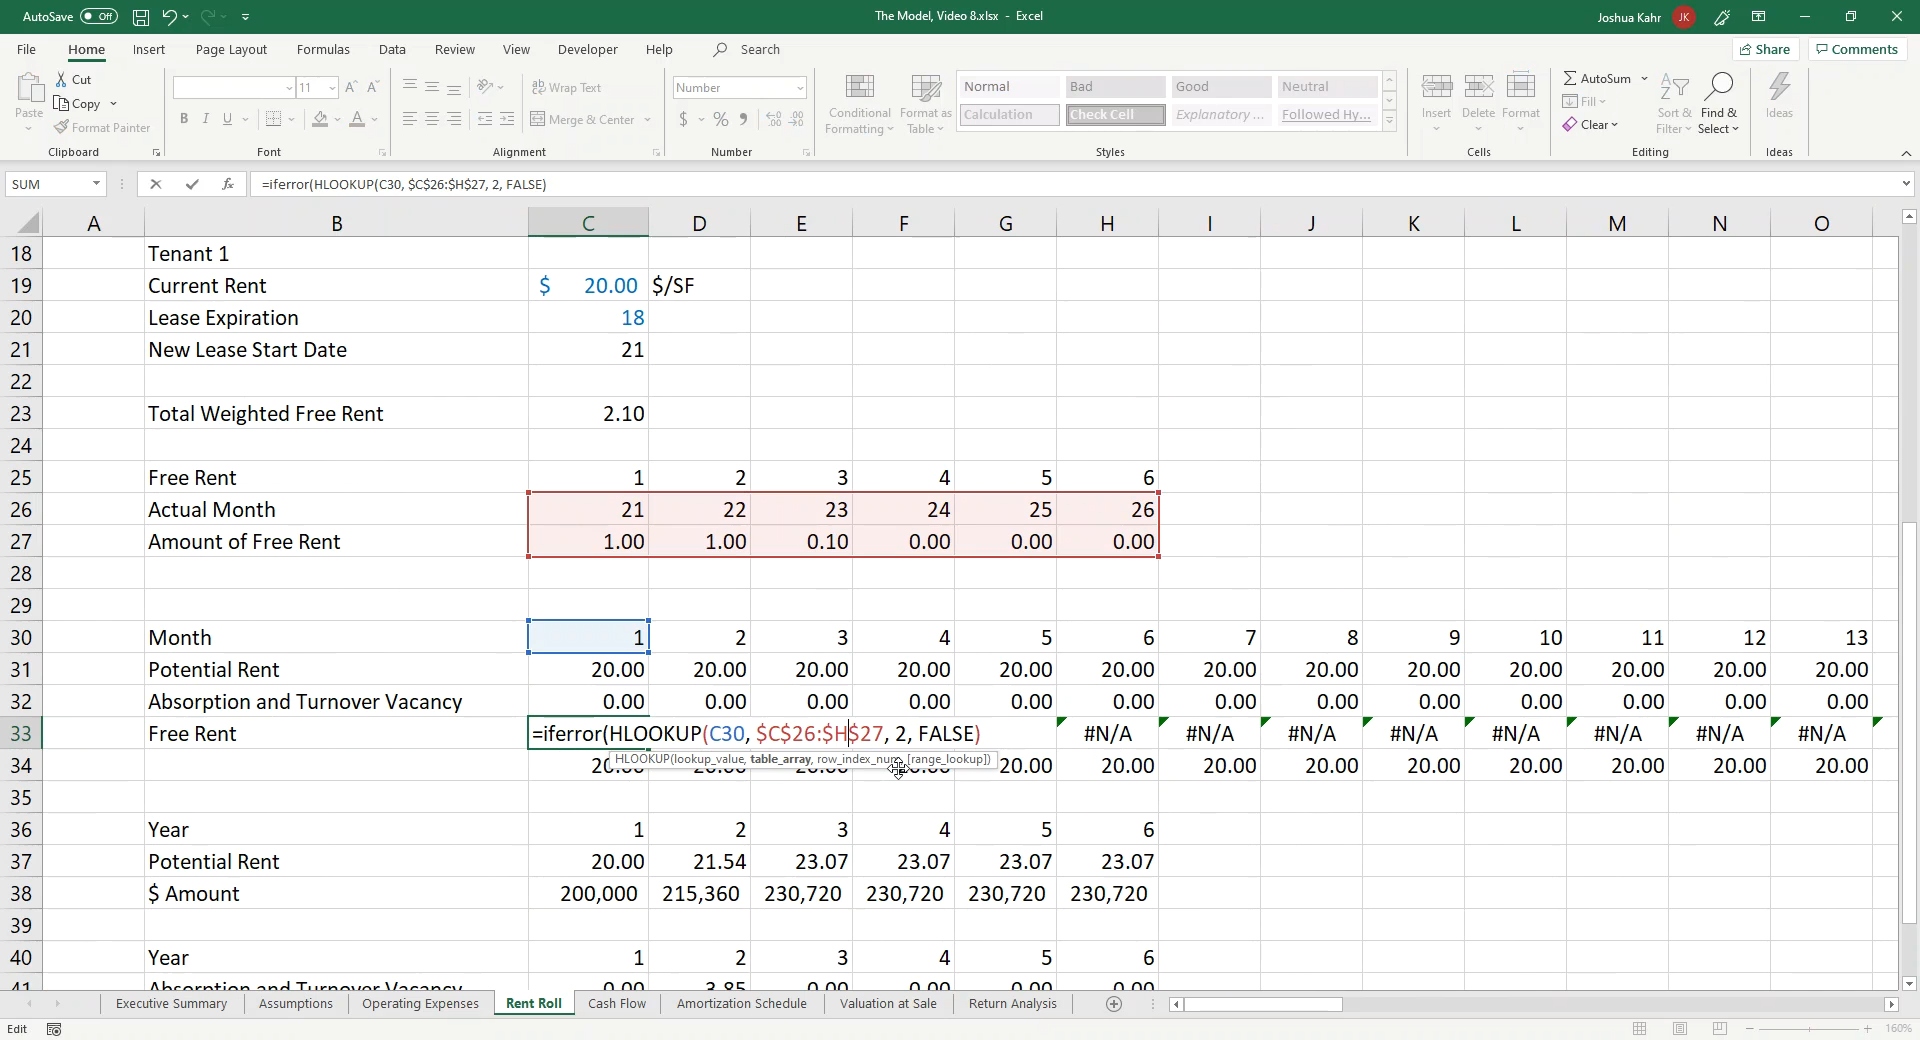 AutoSave Off The Model, Video 8.xlsx - Excel Joshua Kahr JK
File Home Insert Page Layout Formulas Data Review View Developer Help Search Share Comments
Paste Cut Copy Format Painter Clipboard
11 B I U A Font
Wrap Text Merge & Center Alignment
Number $ % Number
Conditional Formatting Format as Table Normal Bad Good Neutral Calculation Check Cell Explanatory ... Followed Hy... Styles
Insert Delete Format Cells
AutoSum Fill Clear Sort & Filter Find & Select Editing
Ideas Ideas
SUM fx =iferror(HLOOKUP(C30, $C$26:$H$27, 2, FALSE)
A B C D E F G H I J K L M N O
18 Tenant 1
19 Current Rent $ 20.00 $/SF
20 Lease Expiration 18
21 New Lease Start Date 21
22
23 Total Weighted Free Rent 2.10
24
25 Free Rent 1 2 3 4 5 6
26 Actual Month 21 22 23 24 25 26
27 Amount of Free Rent 1.00 1.00 0.10 0.00 0.00 0.00
28
29
30 Month 1 2 3 4 5 6 7 8 9 10 11 12 13
31 Potential Rent 20.00 20.00 20.00 20.00 20.00 20.00 20.00 20.00 20.00 20.00 20.00 20.00 20.00
32 Absorption and Turnover Vacancy 0.00 0.00 0.00 0.00 0.00 0.00 0.00 0.00 0.00 0.00 0.00 0.00 0.00
33 Free Rent =iferror(HLOOKUP(C30, $C$26:$H$27, 2, FALSE) #N/A #N/A #N/A #N/A #N/A #N/A #N/A #N/A
HLOOKUP(lookup_value, table_array, row_index_num, [range_lookup])
34 20.00 20.00 20.00 20.00 20.00 20.00 20.00 20.00 20.00
35
36 Year 1 2 3 4 5 6
37 Potential Rent 20.00 21.54 23.07 23.07 23.07 23.07
38 $ Amount 200,000 215,360 230,720 230,720 230,720 230,720
39
40 Year 1 2 3 4 5 6
41 Absorption and Turnover Vacancy 0.00 3.85 0.00 0.00 0.00 0.00
Executive Summary Assumptions Operating Expenses Rent Roll Cash Flow Amortization Schedule Valuation at Sale Return Analysis
Edit 160%